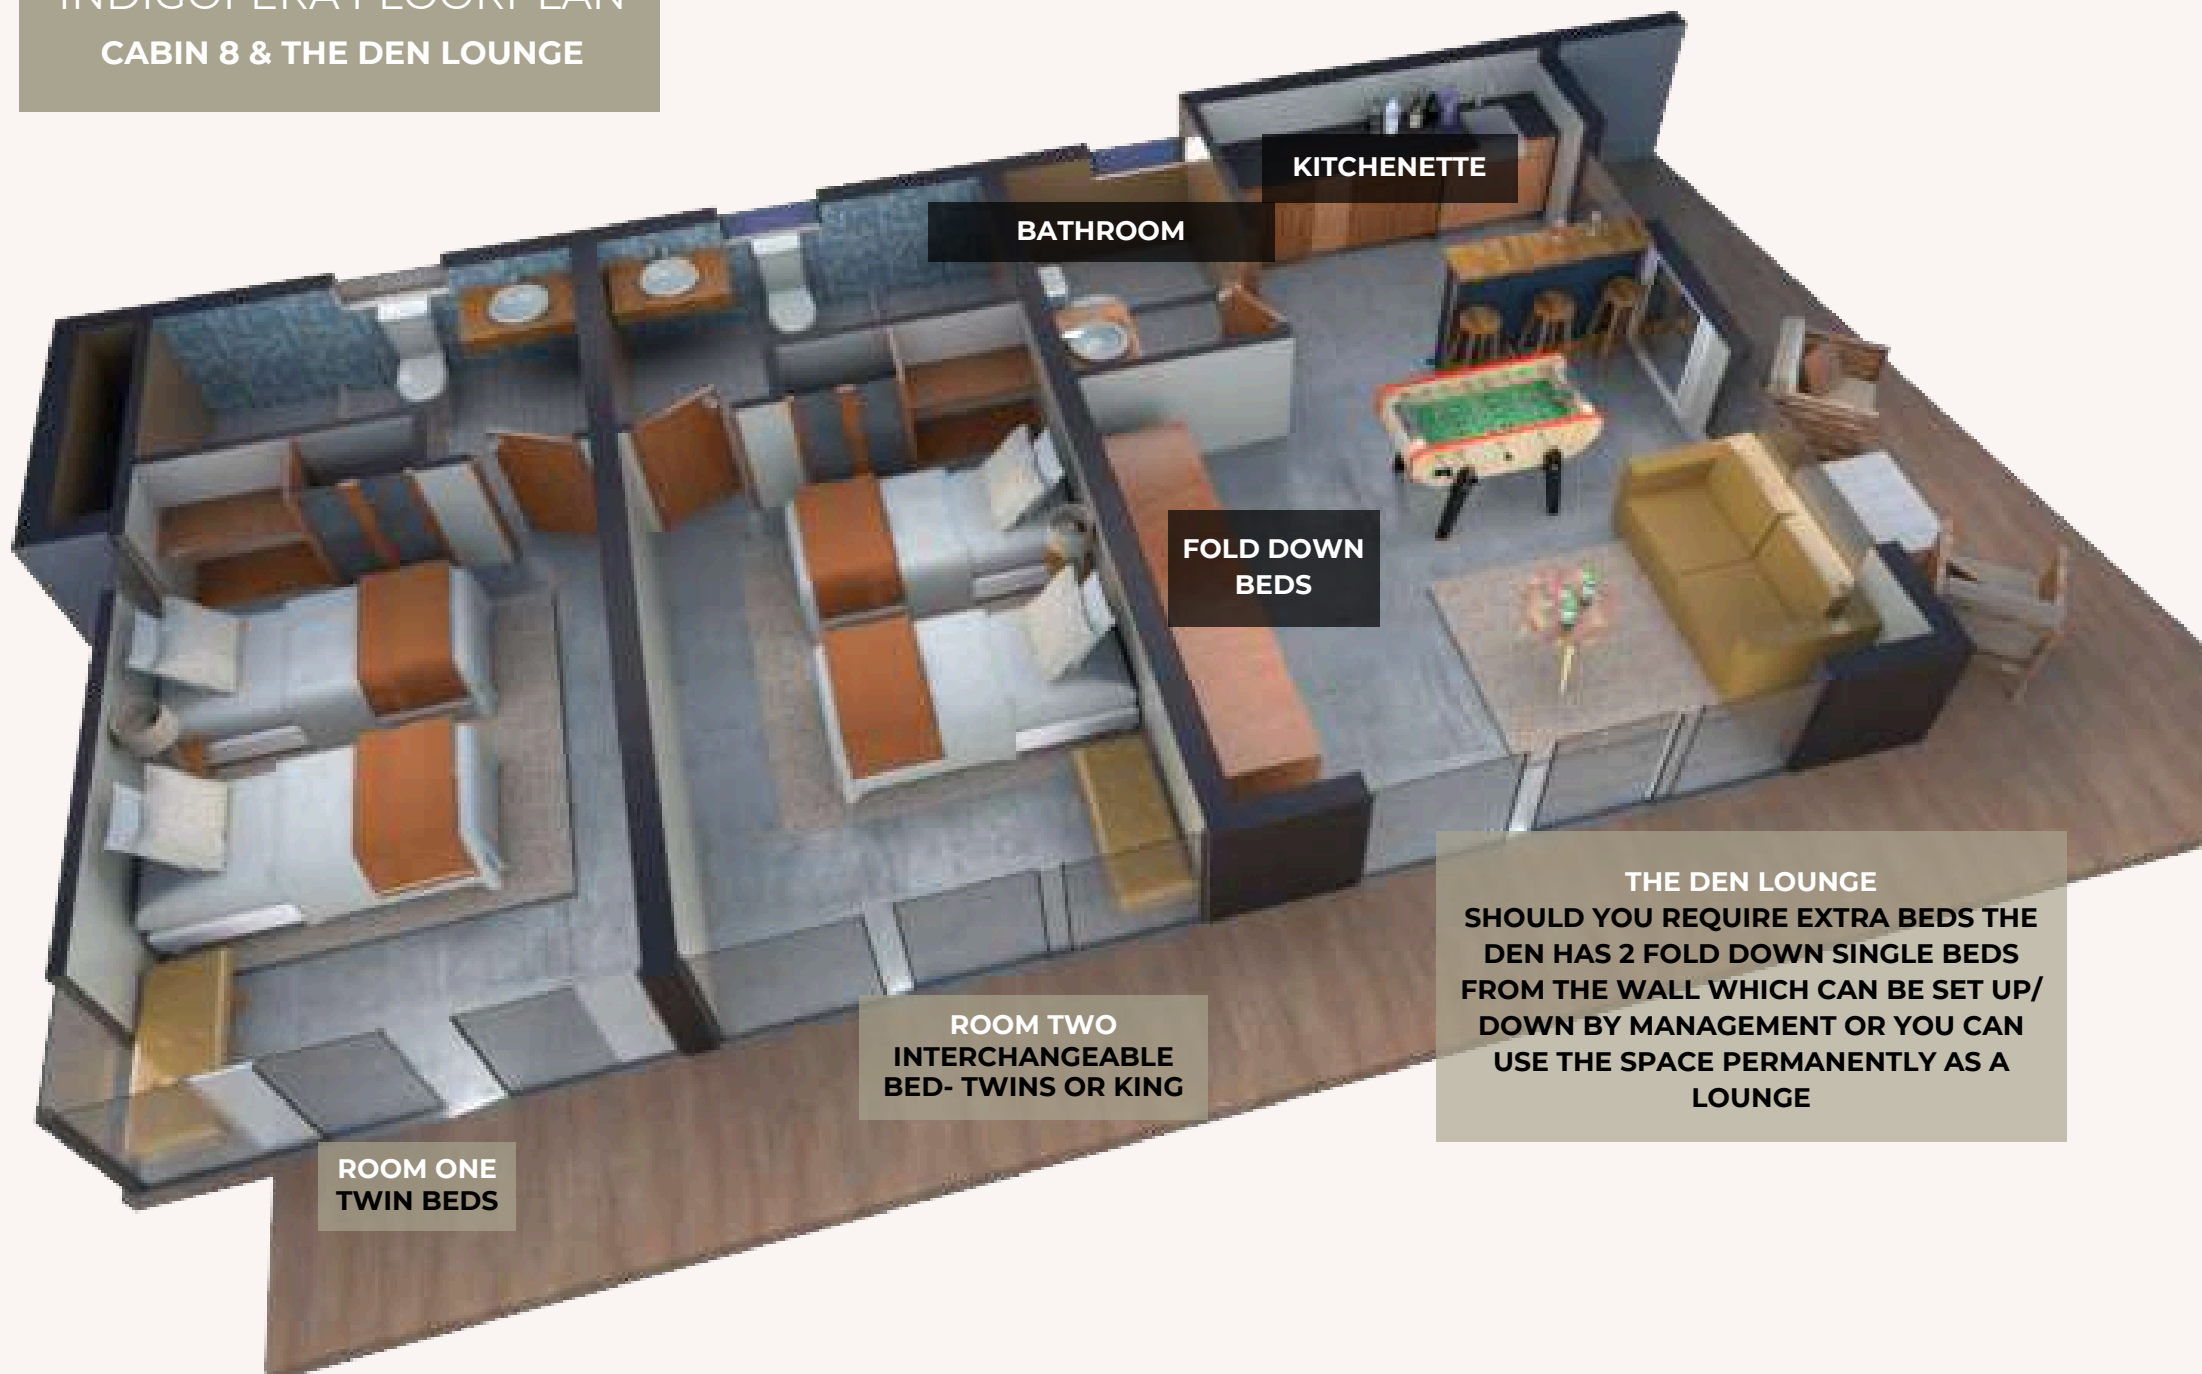 INDIGOFERA FLOORPLAN
CABIN 8 & THE DEN LOUNGE
KITCHENETTE
BATHROOM
FOLD DOWN
BEDS
THE DEN LOUNGE
SHOULD YOU REQUIRE EXTRA BEDS THE
DEN HAS 2 FOLD DOWN SINGLE BEDS
FROM THE WALL WHICH CAN BE SET UP/
DOWN BY MANAGEMENT OR YOU CAN
USE THE SPACE PERMANENTLY AS A
LOUNGE
ROOM TWO
INTERCHANGEABLE
BED- TWINS OR KING
ROOM ONE
TWIN BEDS